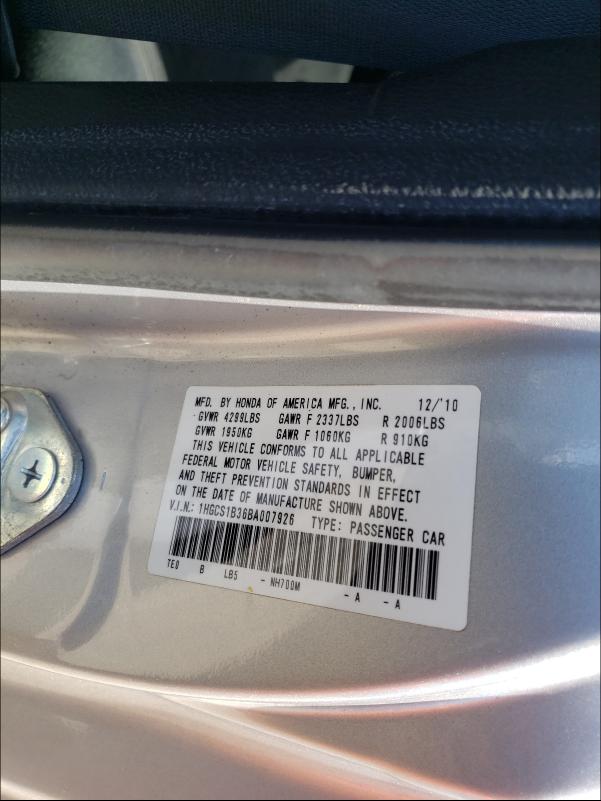 MFD. BY HONDA OF AMERICA MFG., INC. 12/'10
GVWR 4299LBS GAWR F 2337LBS R 2006LBS
GVWR 1950KG GAWR F 1060KG R 910KG
THIS VEHICLE CONFORMS TO ALL APPLICABLE
FEDERAL MOTOR VEHICLE SAFETY, BUMPER,
AND THEFT PREVENTION STANDARDS IN EFFECT
ON THE DATE OF MANUFACTURE SHOWN ABOVE.
V.I.N.: 1HGCS1B36BA007926 TYPE: PASSENGER CAR
TE0 B LB5 - NH700M - A - A